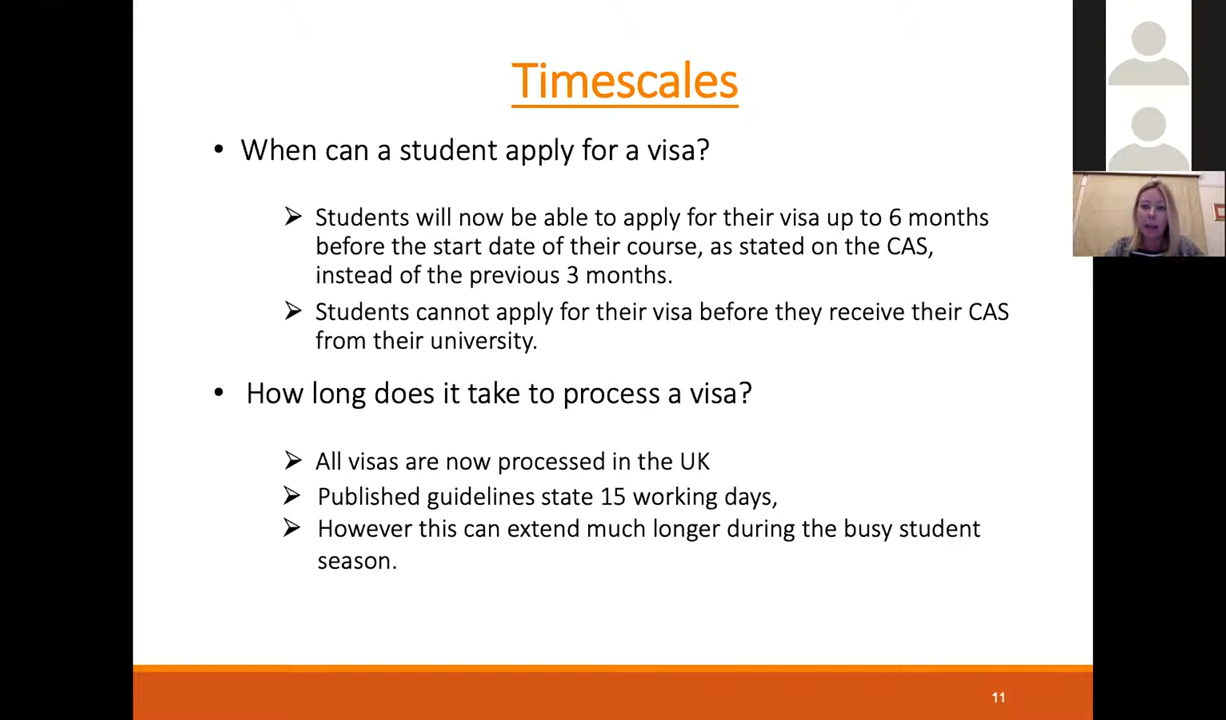 Timescales
• When can a student apply for a visa?
➢ Students will now be able to apply for their visa up to 6 months
before the start date of their course, as stated on the CAS,
instead of the previous 3 months.
➢ Students cannot apply for their visa before they receive their CAS
from their university.
• How long does it take to process a visa?
➢ All visas are now processed in the UK
➢ Published guidelines state 15 working days,
➢ However this can extend much longer during the busy student
season.
11